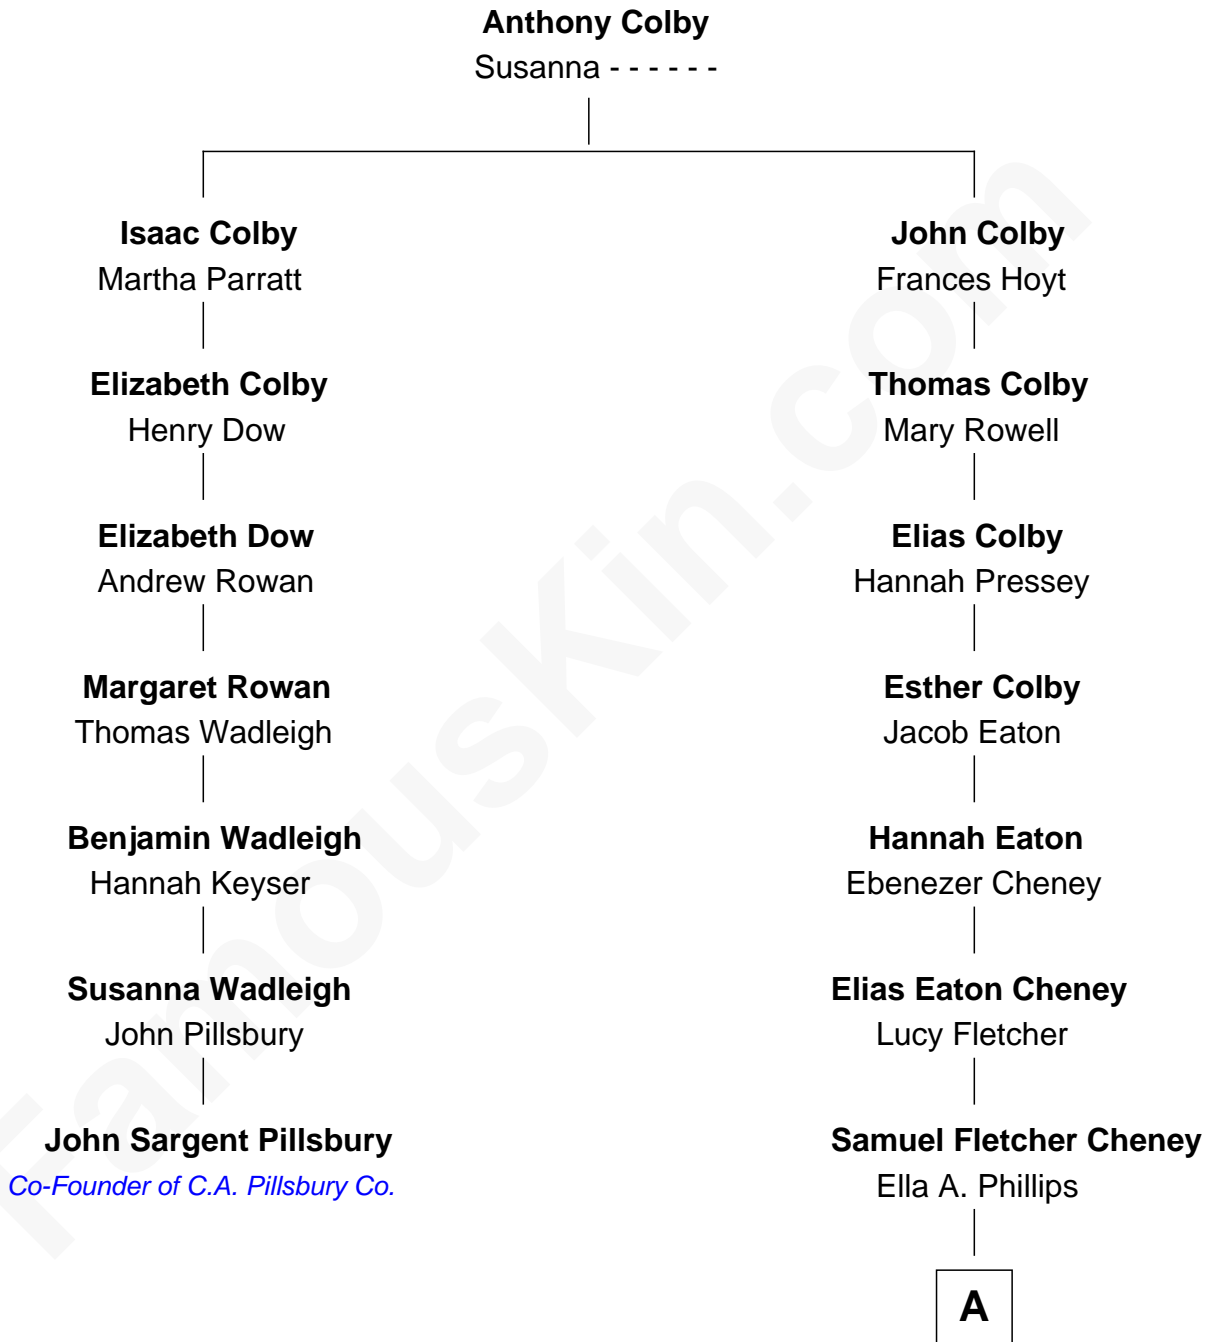 Anthony Colby
Susanna - - - - - -
Isaac Colby
Martha Parratt
John Colby
Frances Hoyt
Elizabeth Colby
Henry Dow
Thomas Colby
Mary Rowell
Elizabeth Dow
Andrew Rowan
Elias Colby
Hannah Pressey
Margaret Rowan
Thomas Wadleigh
Esther Colby
Jacob Eaton
Benjamin Wadleigh
Hannah Keyser
Hannah Eaton
Ebenezer Cheney
Susanna Wadleigh
John Pillsbury
Elias Eaton Cheney
Lucy Fletcher
John Sargent Pillsbury
Co-Founder of C.A. Pillsbury Co.
Samuel Fletcher Cheney
Ella A. Phillips
A
FamousKin.com